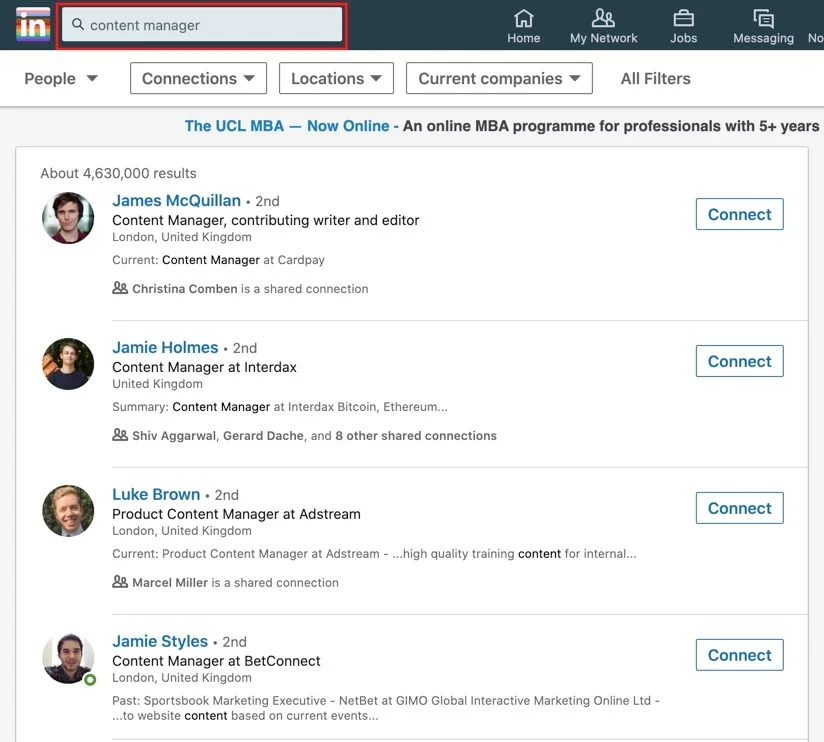 in content manager Home My Network Jobs Messaging No
People Connections Locations Current companies All Filters
The UCL MBA — Now Online - An online MBA programme for professionals with 5+ years
About 4,630,000 results
James McQuillan • 2nd
Content Manager, contributing writer and editor
Connect
London, United Kingdom
Current: Content Manager at Cardpay
Christina Comben is a shared connection
Jamie Holmes • 2nd
Content Manager at Interdax
Connect
United Kingdom
Summary: Content Manager at Interdax Bitcoin, Ethereum...
Shiv Aggarwal, Gerard Dache, and 8 other shared connections
Luke Brown • 2nd
Product Content Manager at Adstream
Connect
London, United Kingdom
Current: Product Content Manager at Adstream - ...high quality training content for internal...
Marcel Miller is a shared connection
Jamie Styles • 2nd
Content Manager at BetConnect
Connect
London, United Kingdom
Past: Sportsbook Marketing Executive - NetBet at GIMO Global Interactive Marketing Online Ltd -
...to website content based on current events...